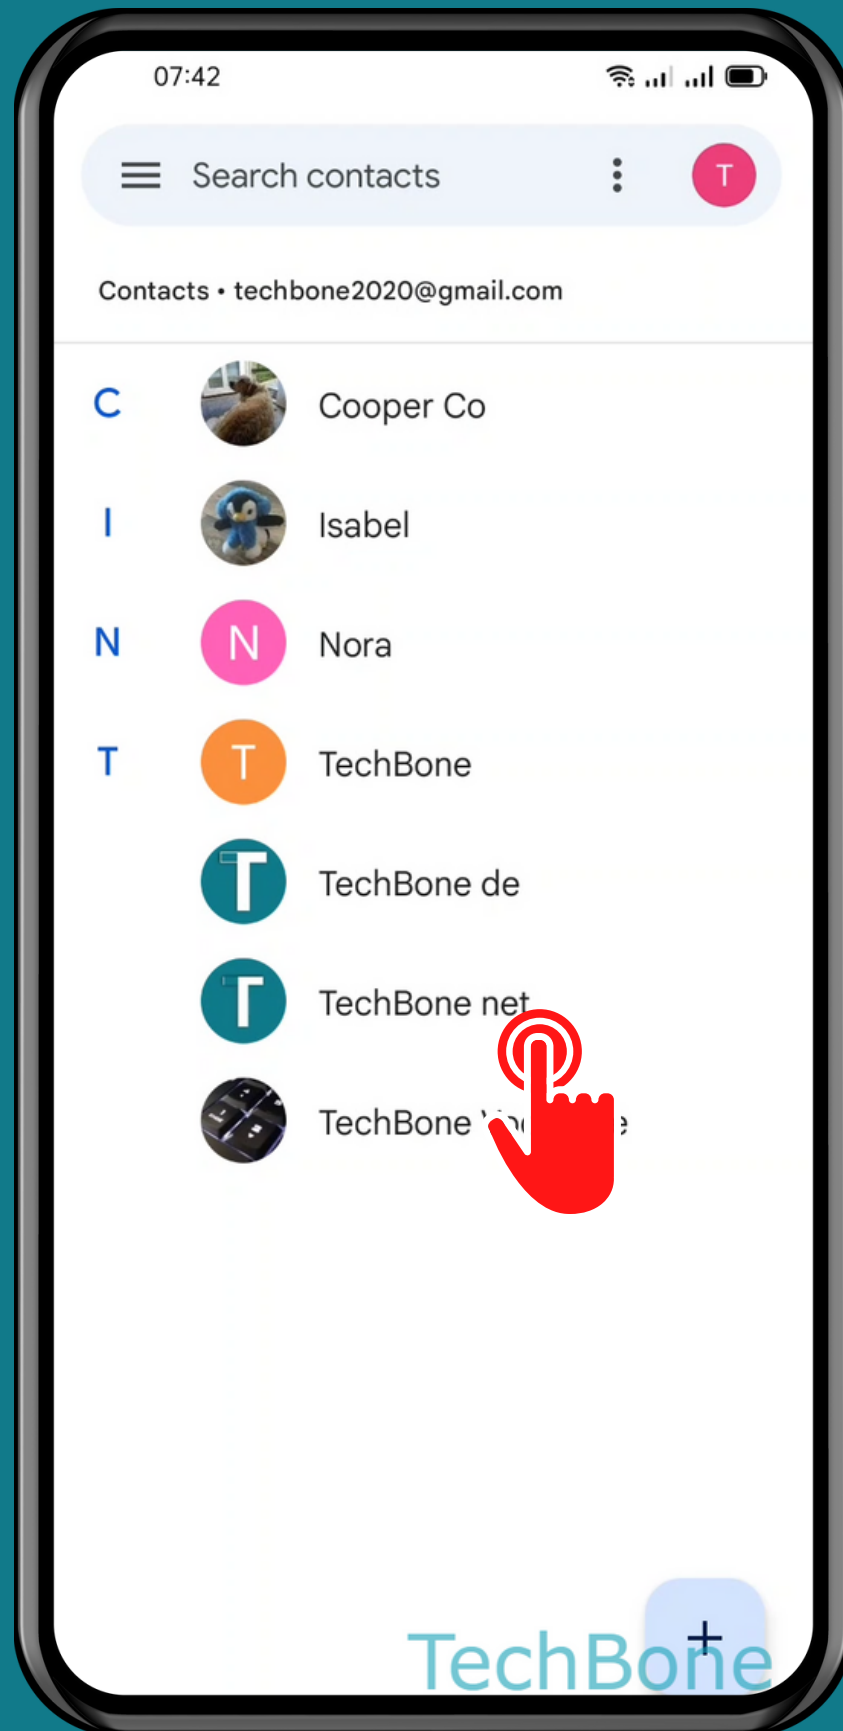 07:42
Search contacts
T
Contacts • techbone2020@gmail.com
C
Cooper Co
I
Isabel
N
N
Nora
T
T
TechBone
T
TechBone de
T
TechBone net
TechBone
TechBone